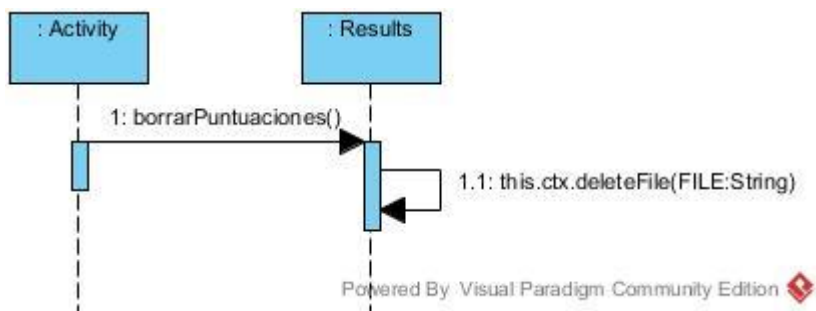 : Activity
: Results
1: borrarPuntuaciones()
1.1: this.ctx.deleteFile(FILE:String)
Powered By Visual Paradigm Community Edition